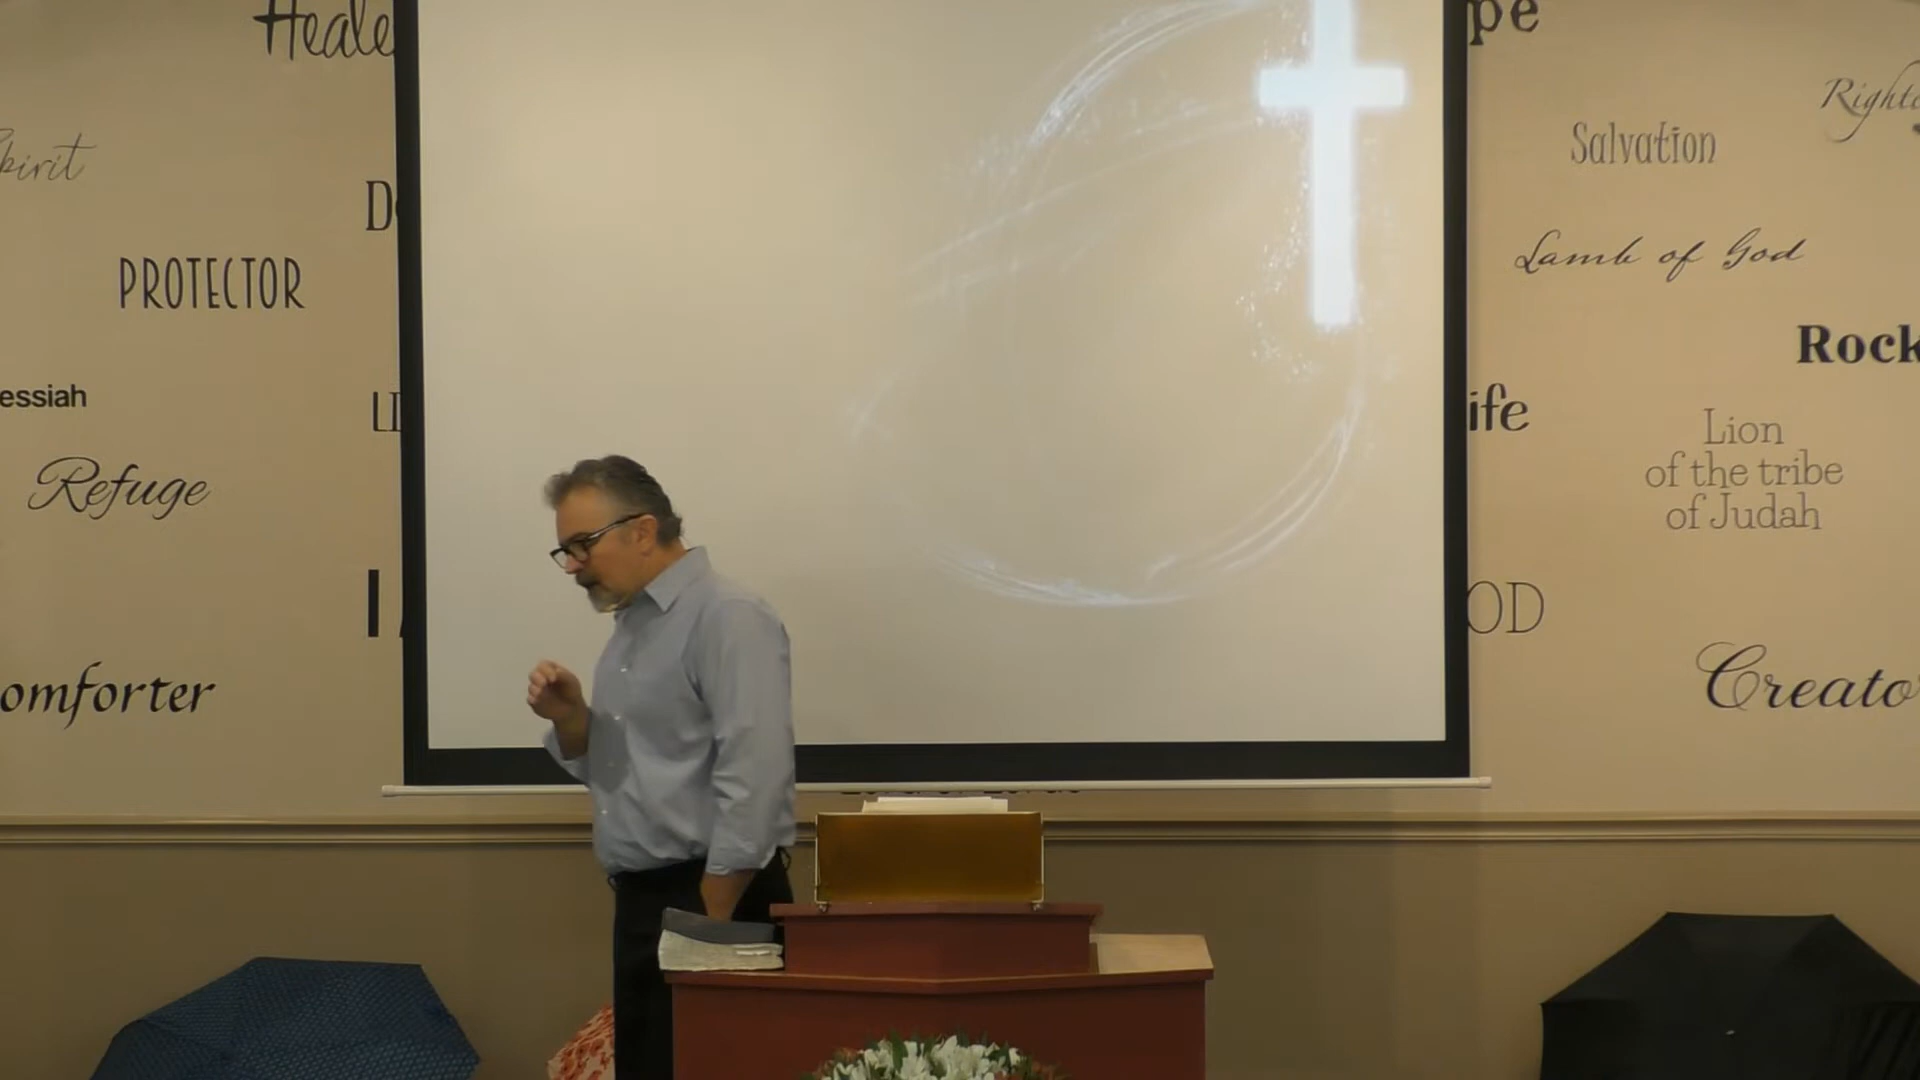 Heale
pe
Righte
Salvation
pirit
D
Lamb of God
PROTECTOR
Rock
essiah
LI
ife
Lion
of the tribe
of Judah
Refuge
I
OD
omforter
Creato